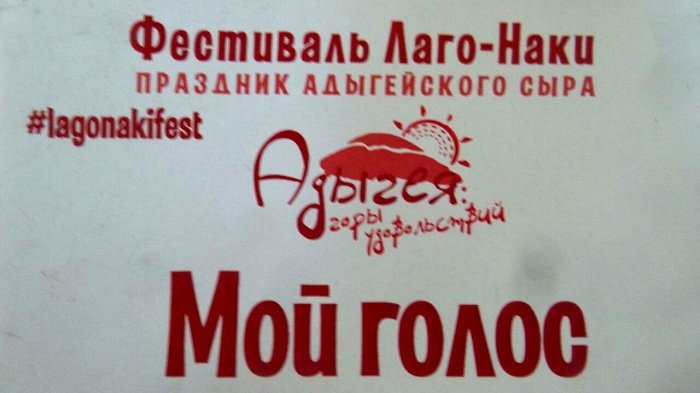 Фестиваль Лаго-Наки
ПРАЗДНИК АДЫГЕЙСКОГО СЫРА
#lagonakifest
Адыгея:
горы
удовольствий
Мой голос